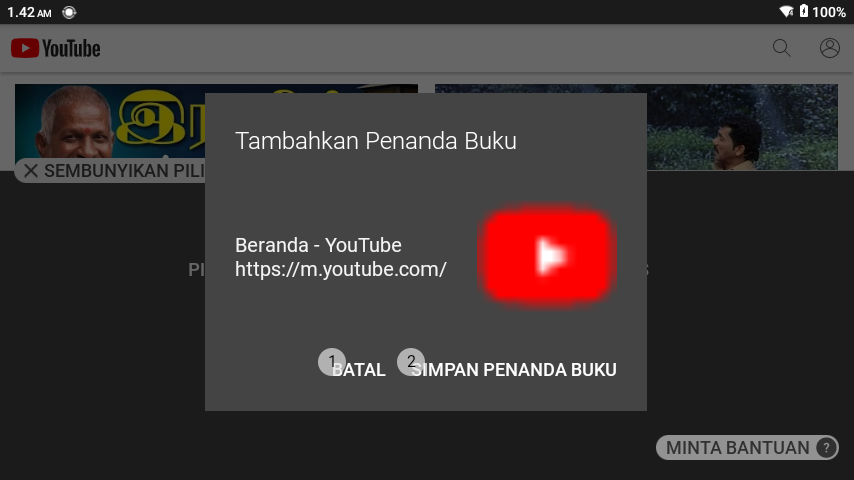 1.42 AM
100%
YouTube
SEMBUNYIKAN PILI
Tambahkan Penanda Buku
Beranda - YouTube
https://m.youtube.com/
PI
S
1 BATAL
2 SIMPAN PENANDA BUKU
MINTA BANTUAN ?